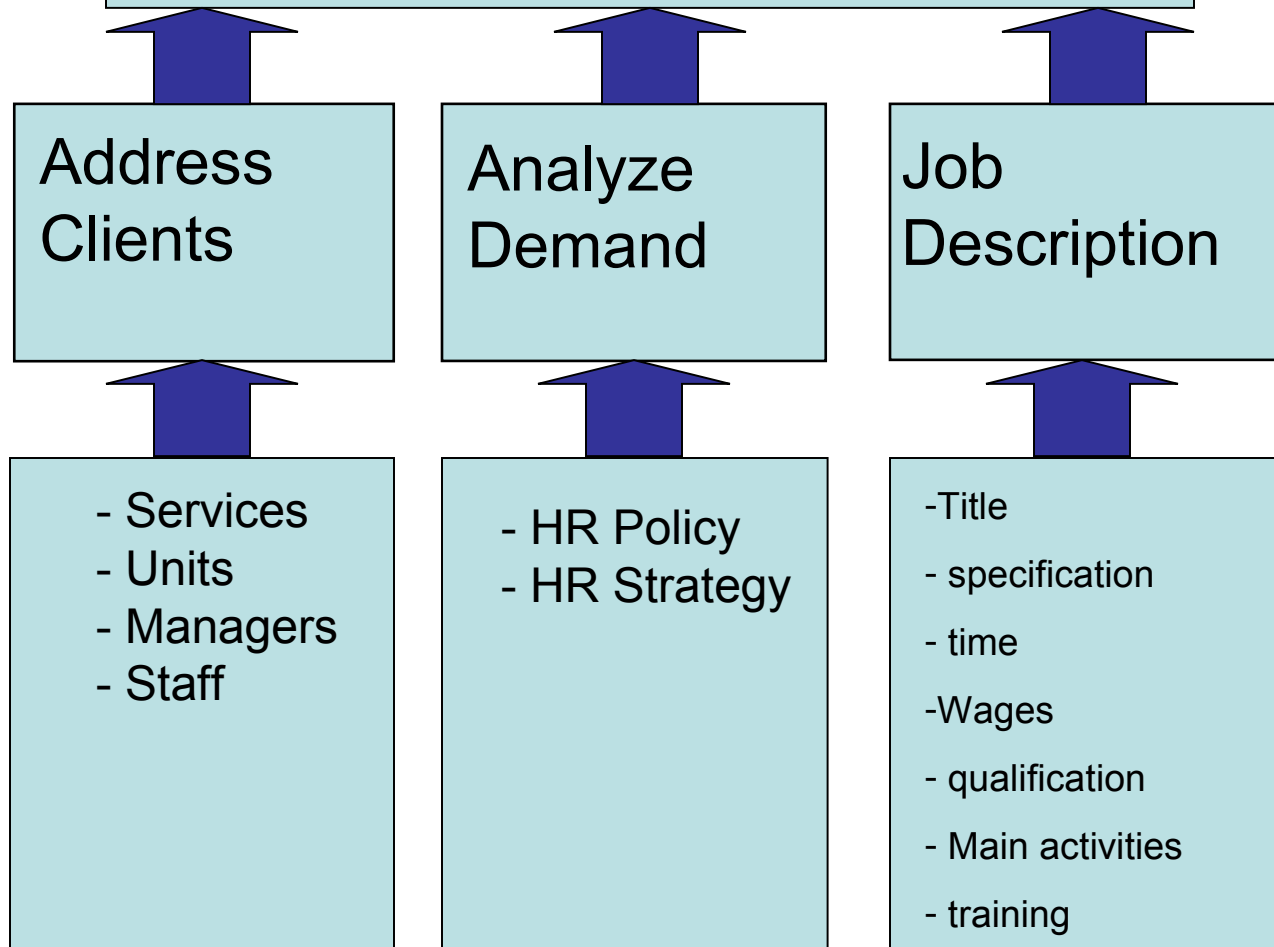 Address
Clients
Analyze
Demand
Job
Description
- Services
- Units
- Managers
- Staff
- HR Policy
- HR Strategy
-Title
- specification
- time
-Wages
- qualification
- Main activities
- training